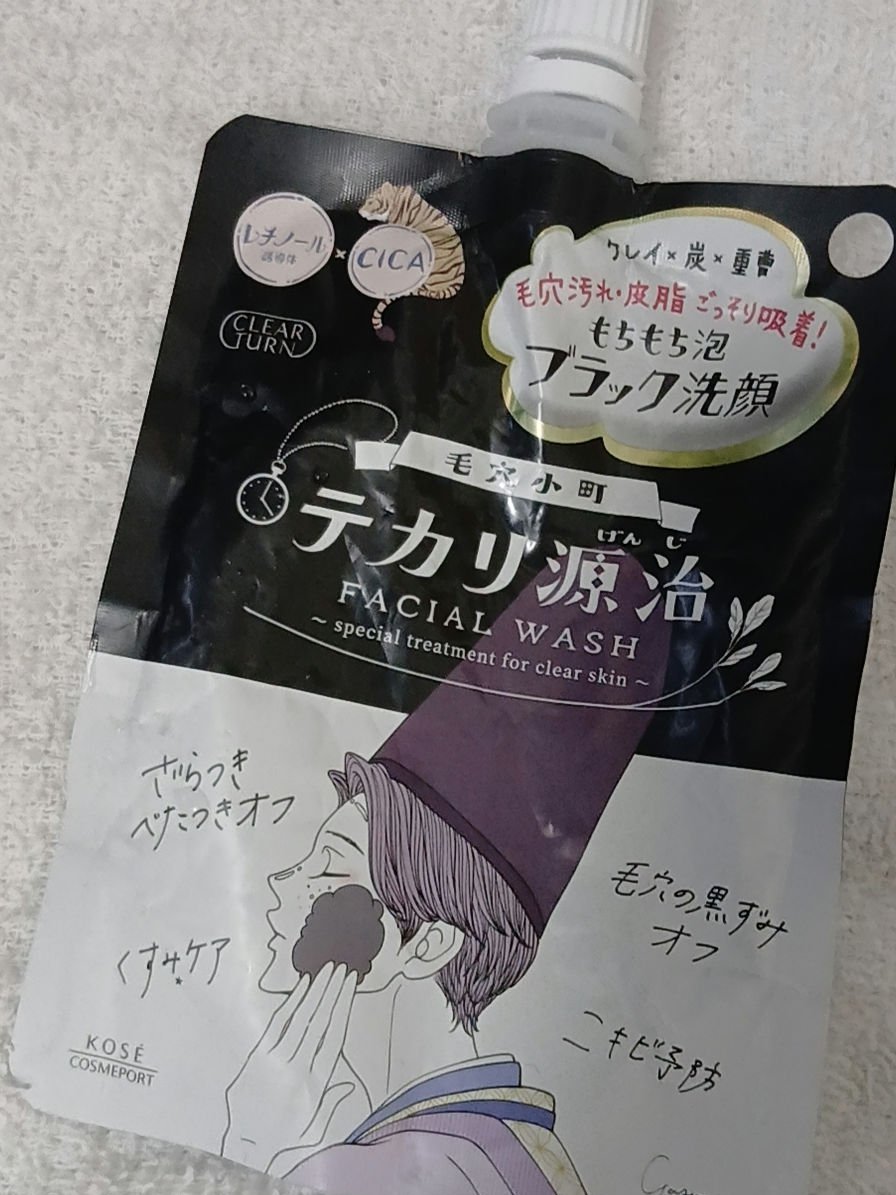 レチノール
誘導体
×
CICA
CLEAR
TURN
クレイ×炭×重曹
毛穴汚れ・皮脂 ごっそり吸着!
もちもち泡
ブラック洗顔
毛穴小町
げんじ
テカリ源治
FACIAL WASH
~ special treatment for clear skin ~
ざらつき
べたつきオフ
毛穴の黒ずみ
オフ
くすみ*ケア
ニキビ予防
KOSÉ
COSMEPORT